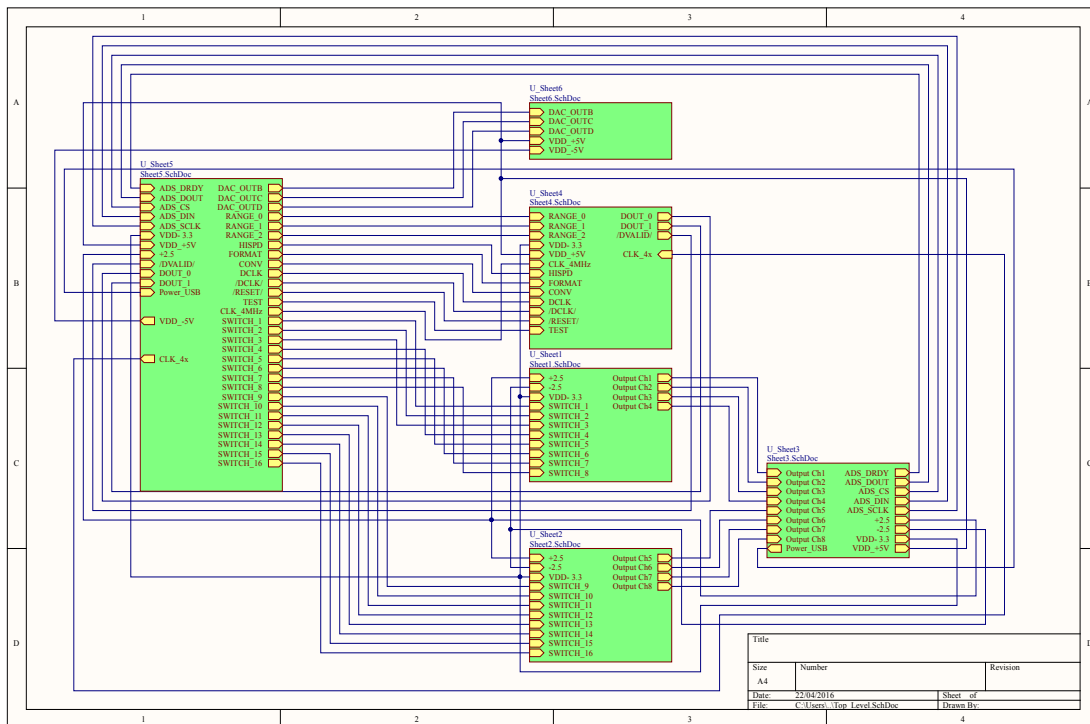 1 2 3 4
A
B
C
D
U_Sheet6
Sheet6.SchDoc
DAC_OUTB
DAC_OUTC
DAC_OUTD
VDD_+5V
VDD_-5V
U_Sheet5
Sheet5.SchDoc
ADS_DRDY DAC_OUTB
ADS_DOUT DAC_OUTC
ADS_CS DAC_OUTD
ADS_DIN RANGE_0
ADS_SCLK RANGE_1
VDD- 3.3 RANGE_2
VDD_+5V HISPD
+2.5 FORMAT
/DVALID/ CONV
DOUT_0 DCLK
DOUT_1 /DCLK/
Power_USB /RESET/
TEST
CLK_4MHz
VDD_-5V SWITCH_1
SWITCH_2
SWITCH_3
SWITCH_4
CLK_4x SWITCH_5
SWITCH_6
SWITCH_7
SWITCH_8
SWITCH_9
SWITCH_10
SWITCH_11
SWITCH_12
SWITCH_13
SWITCH_14
SWITCH_15
SWITCH_16
U_Sheet4
Sheet4.SchDoc
RANGE_0 DOUT_0
RANGE_1 DOUT_1
RANGE_2 /DVALID/
VDD- 3.3
VDD_+5V CLK_4x
CLK_4MHz
HISPD
FORMAT
CONV
DCLK
/DCLK/
/RESET/
TEST
U_Sheet1
Sheet1.SchDoc
+2.5 Output Ch1
-2.5 Output Ch2
VDD- 3.3 Output Ch3
SWITCH_1 Output Ch4
SWITCH_2
SWITCH_3
SWITCH_4
SWITCH_5
SWITCH_6
SWITCH_7
SWITCH_8
U_Sheet3
Sheet3.SchDoc
Output Ch1 ADS_DRDY
Output Ch2 ADS_DOUT
Output Ch3 ADS_CS
Output Ch4 ADS_DIN
Output Ch5 ADS_SCLK
Output Ch6 +2.5
Output Ch7 -2.5
Output Ch8 VDD- 3.3
Power_USB VDD_+5V
U_Sheet2
Sheet2.SchDoc
+2.5 Output Ch5
-2.5 Output Ch6
VDD- 3.3 Output Ch7
SWITCH_9 Output Ch8
SWITCH_10
SWITCH_11
SWITCH_12
SWITCH_13
SWITCH_14
SWITCH_15
SWITCH_16
Title
Size Number Revision
A4
Date: 22/04/2016 Sheet of
File: C:\Users\..\Top_Level.SchDoc Drawn By:
1 2 3 4